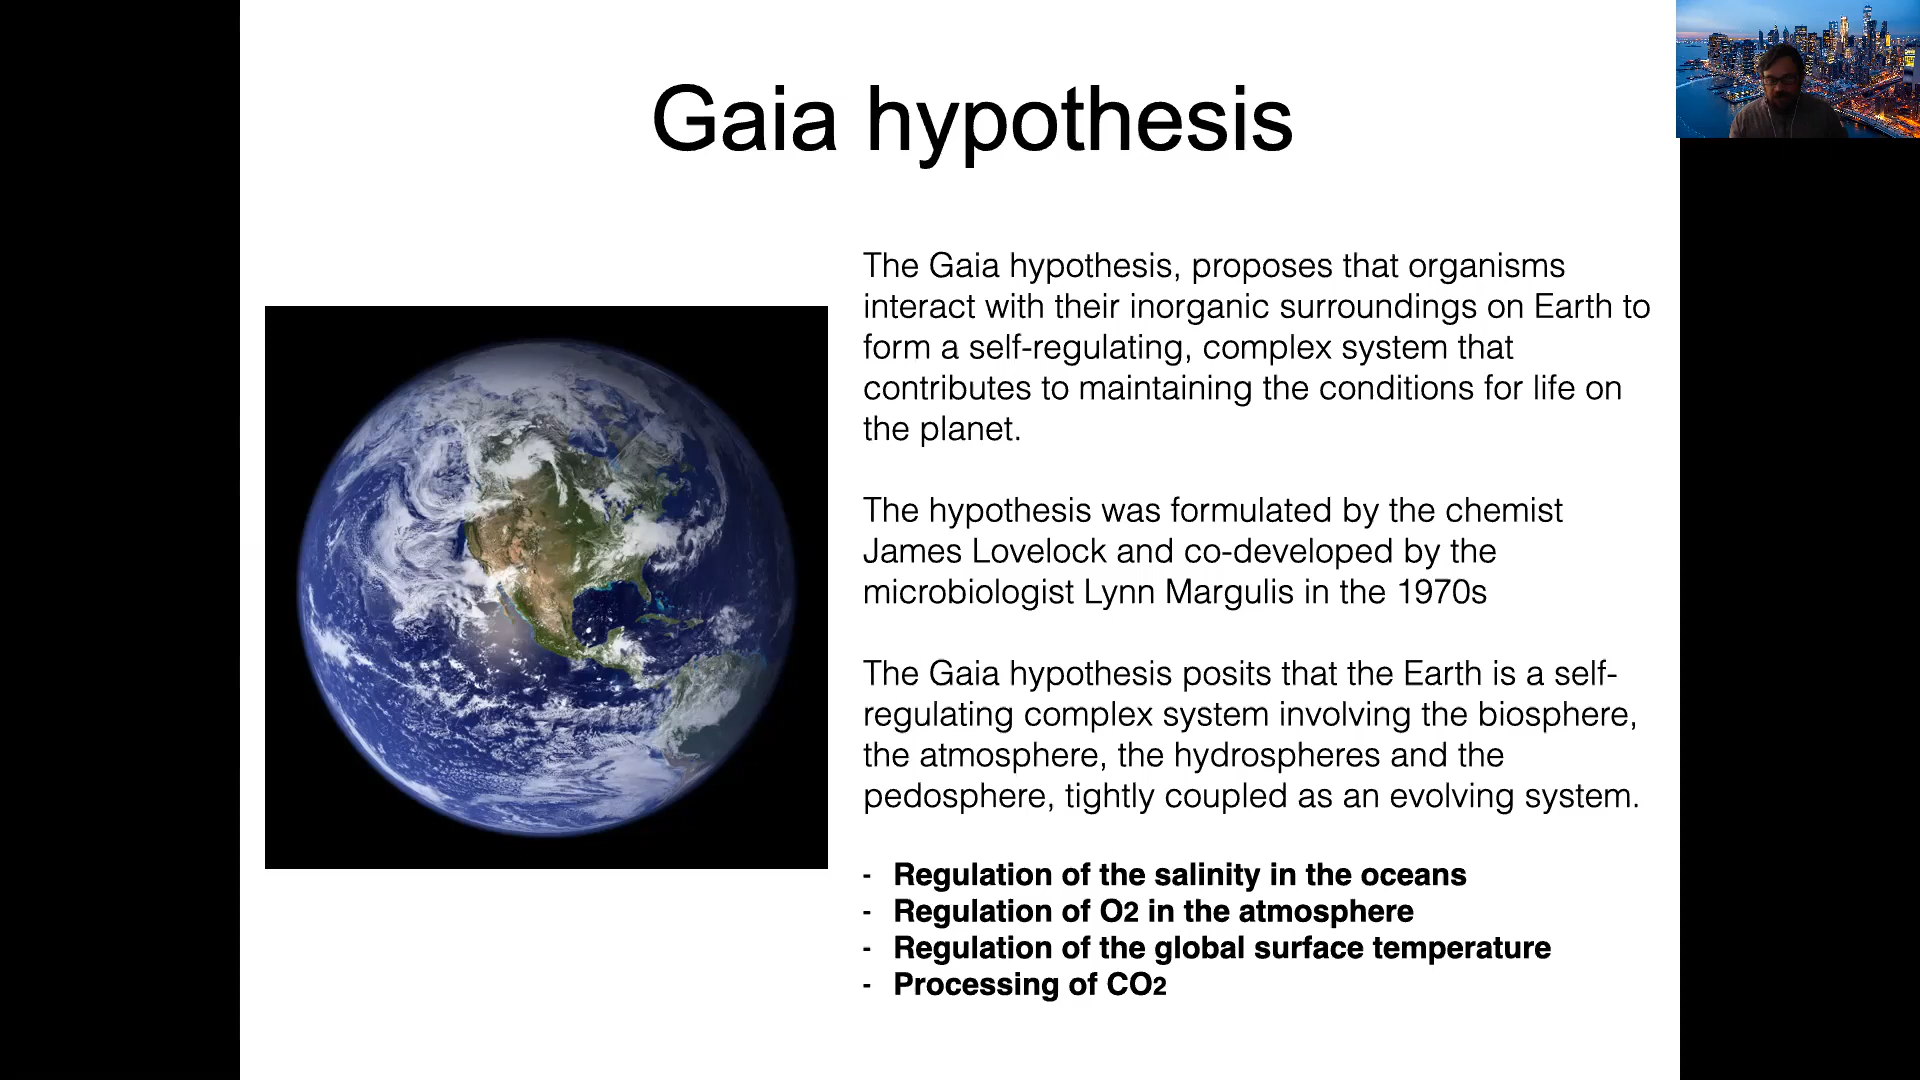 Gaia hypothesis
The Gaia hypothesis, proposes that organisms
interact with their inorganic surroundings on Earth to
form a self-regulating, complex system that
contributes to maintaining the conditions for life on
the planet.
The hypothesis was formulated by the chemist
James Lovelock and co-developed by the
microbiologist Lynn Margulis in the 1970s
The Gaia hypothesis posits that the Earth is a self-
regulating complex system involving the biosphere,
the atmosphere, the hydrospheres and the
pedosphere, tightly coupled as an evolving system.
- Regulation of the salinity in the oceans
- Regulation of O2 in the atmosphere
- Regulation of the global surface temperature
- Processing of CO2